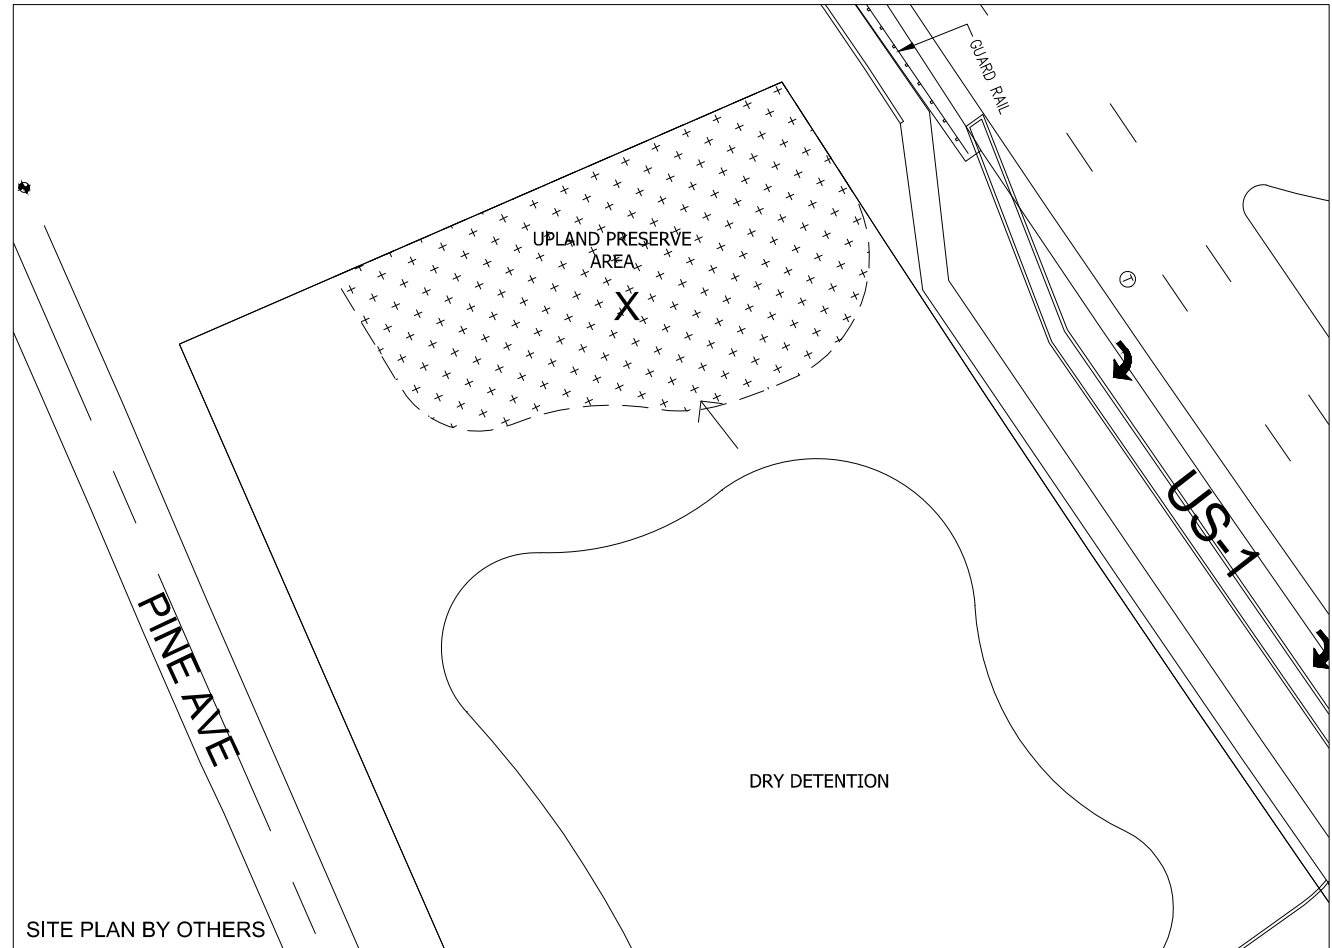 GUARD RAIL
UPLAND PRESERVE
AREA
X
T
US-1
PINE AVE
DRY DETENTION
SITE PLAN BY OTHERS